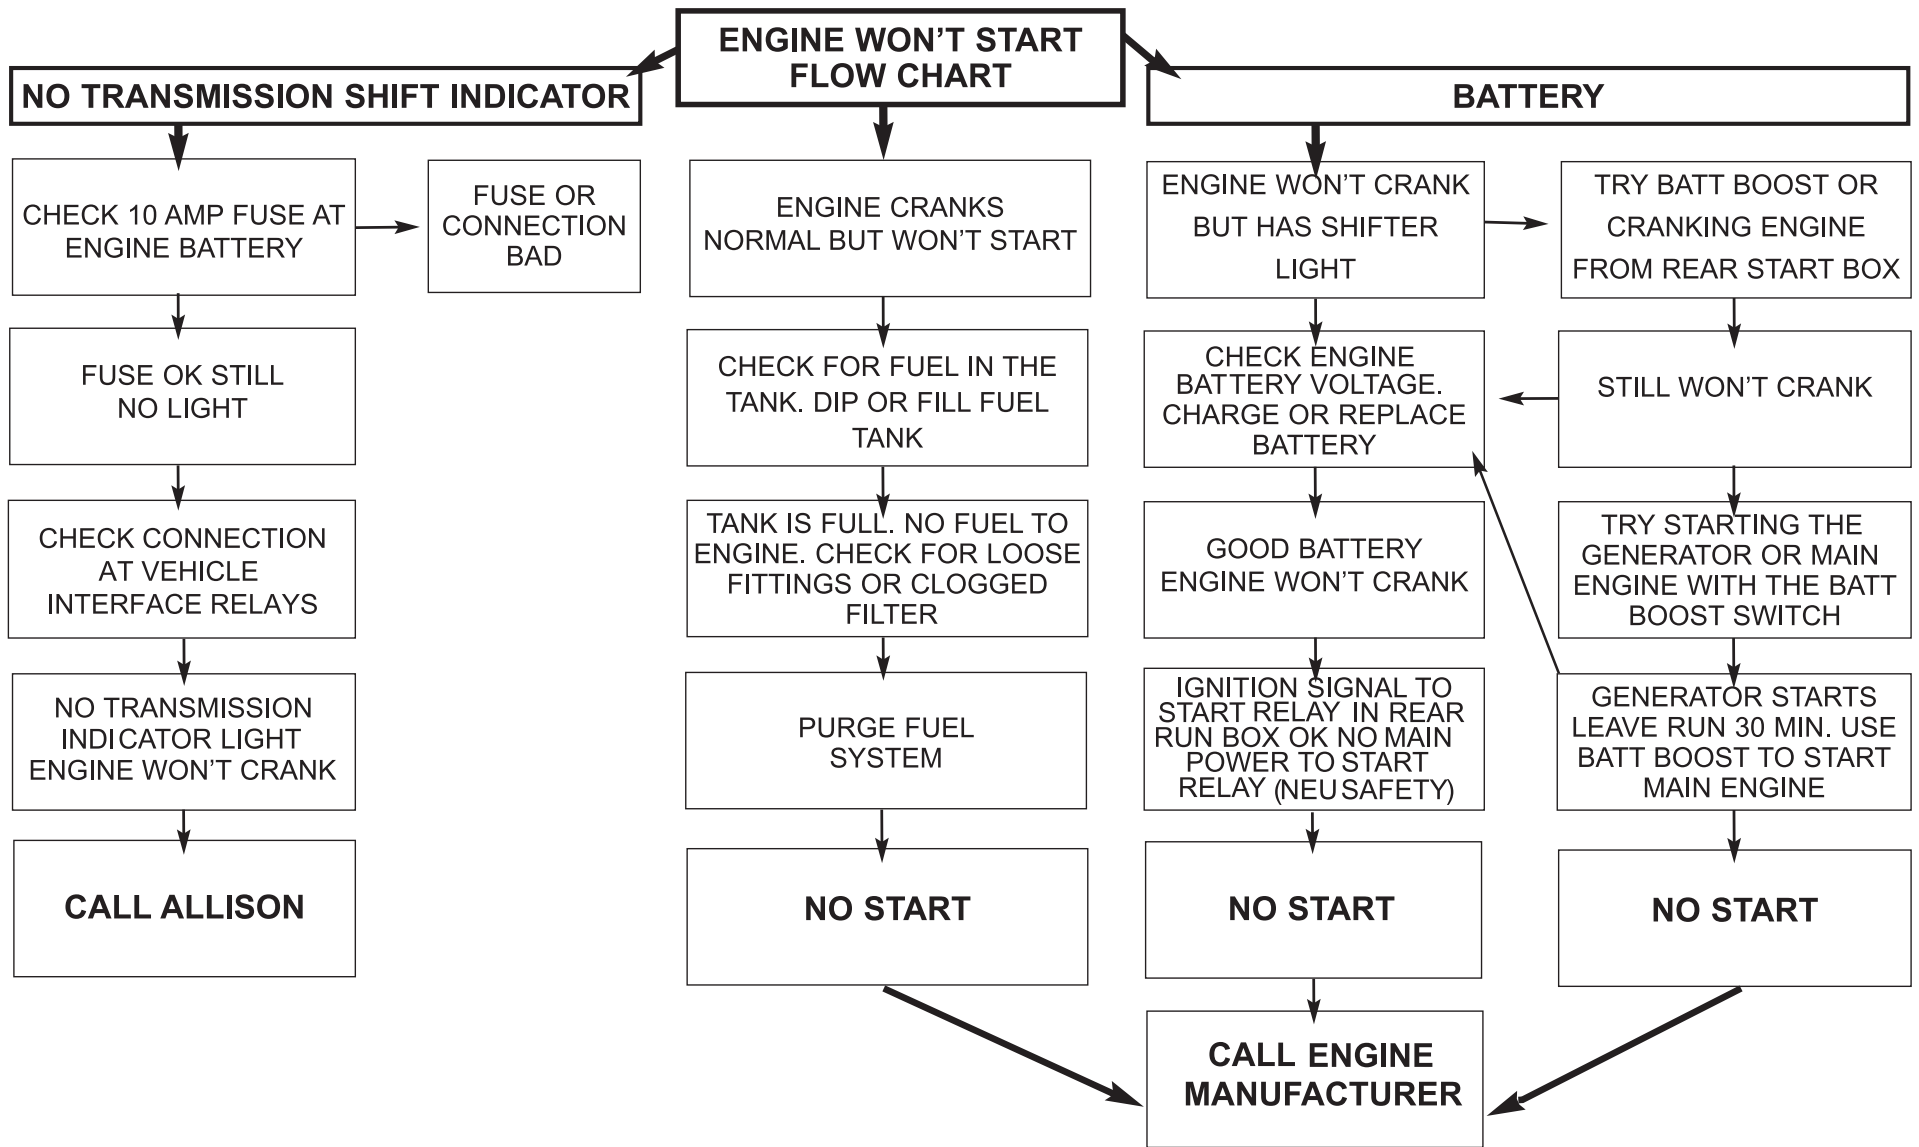 ENGINE WON'T START
FLOW CHART
NO TRANSMISSION SHIFT INDICATOR
CHECK 10 AMP FUSE AT
ENGINE BATTERY
FUSE OR
CONNECTION
BAD
FUSE OK STILL
NO LIGHT
CHECK CONNECTION
AT VEHICLE
INTERFACE RELAYS
NO TRANSMISSION
INDICATOR LIGHT
ENGINE WON'T CRANK
CALL ALLISON
ENGINE CRANKS
NORMAL BUT WON'T START
CHECK FOR FUEL IN THE
TANK. DIP OR FILL FUEL
TANK
TANK IS FULL. NO FUEL TO
ENGINE. CHECK FOR LOOSE
FITTINGS OR CLOGGED
FILTER
PURGE FUEL
SYSTEM
NO START
BATTERY
ENGINE WON'T CRANK
BUT HAS SHIFTER
LIGHT
CHECK ENGINE
BATTERY VOLTAGE.
CHARGE OR REPLACE
BATTERY
GOOD BATTERY
ENGINE WON'T CRANK
IGNITION SIGNAL TO
START RELAY IN REAR
RUN BOX OK NO MAIN
POWER TO START
RELAY (NEU SAFETY)
NO START
TRY BATT BOOST OR
CRANKING ENGINE
FROM REAR START BOX
STILL WON'T CRANK
TRY STARTING THE
GENERATOR OR MAIN
ENGINE WITH THE BATT
BOOST SWITCH
GENERATOR STARTS
LEAVE RUN 30 MIN. USE
BATT BOOST TO START
MAIN ENGINE
NO START
CALL ENGINE
MANUFACTURER